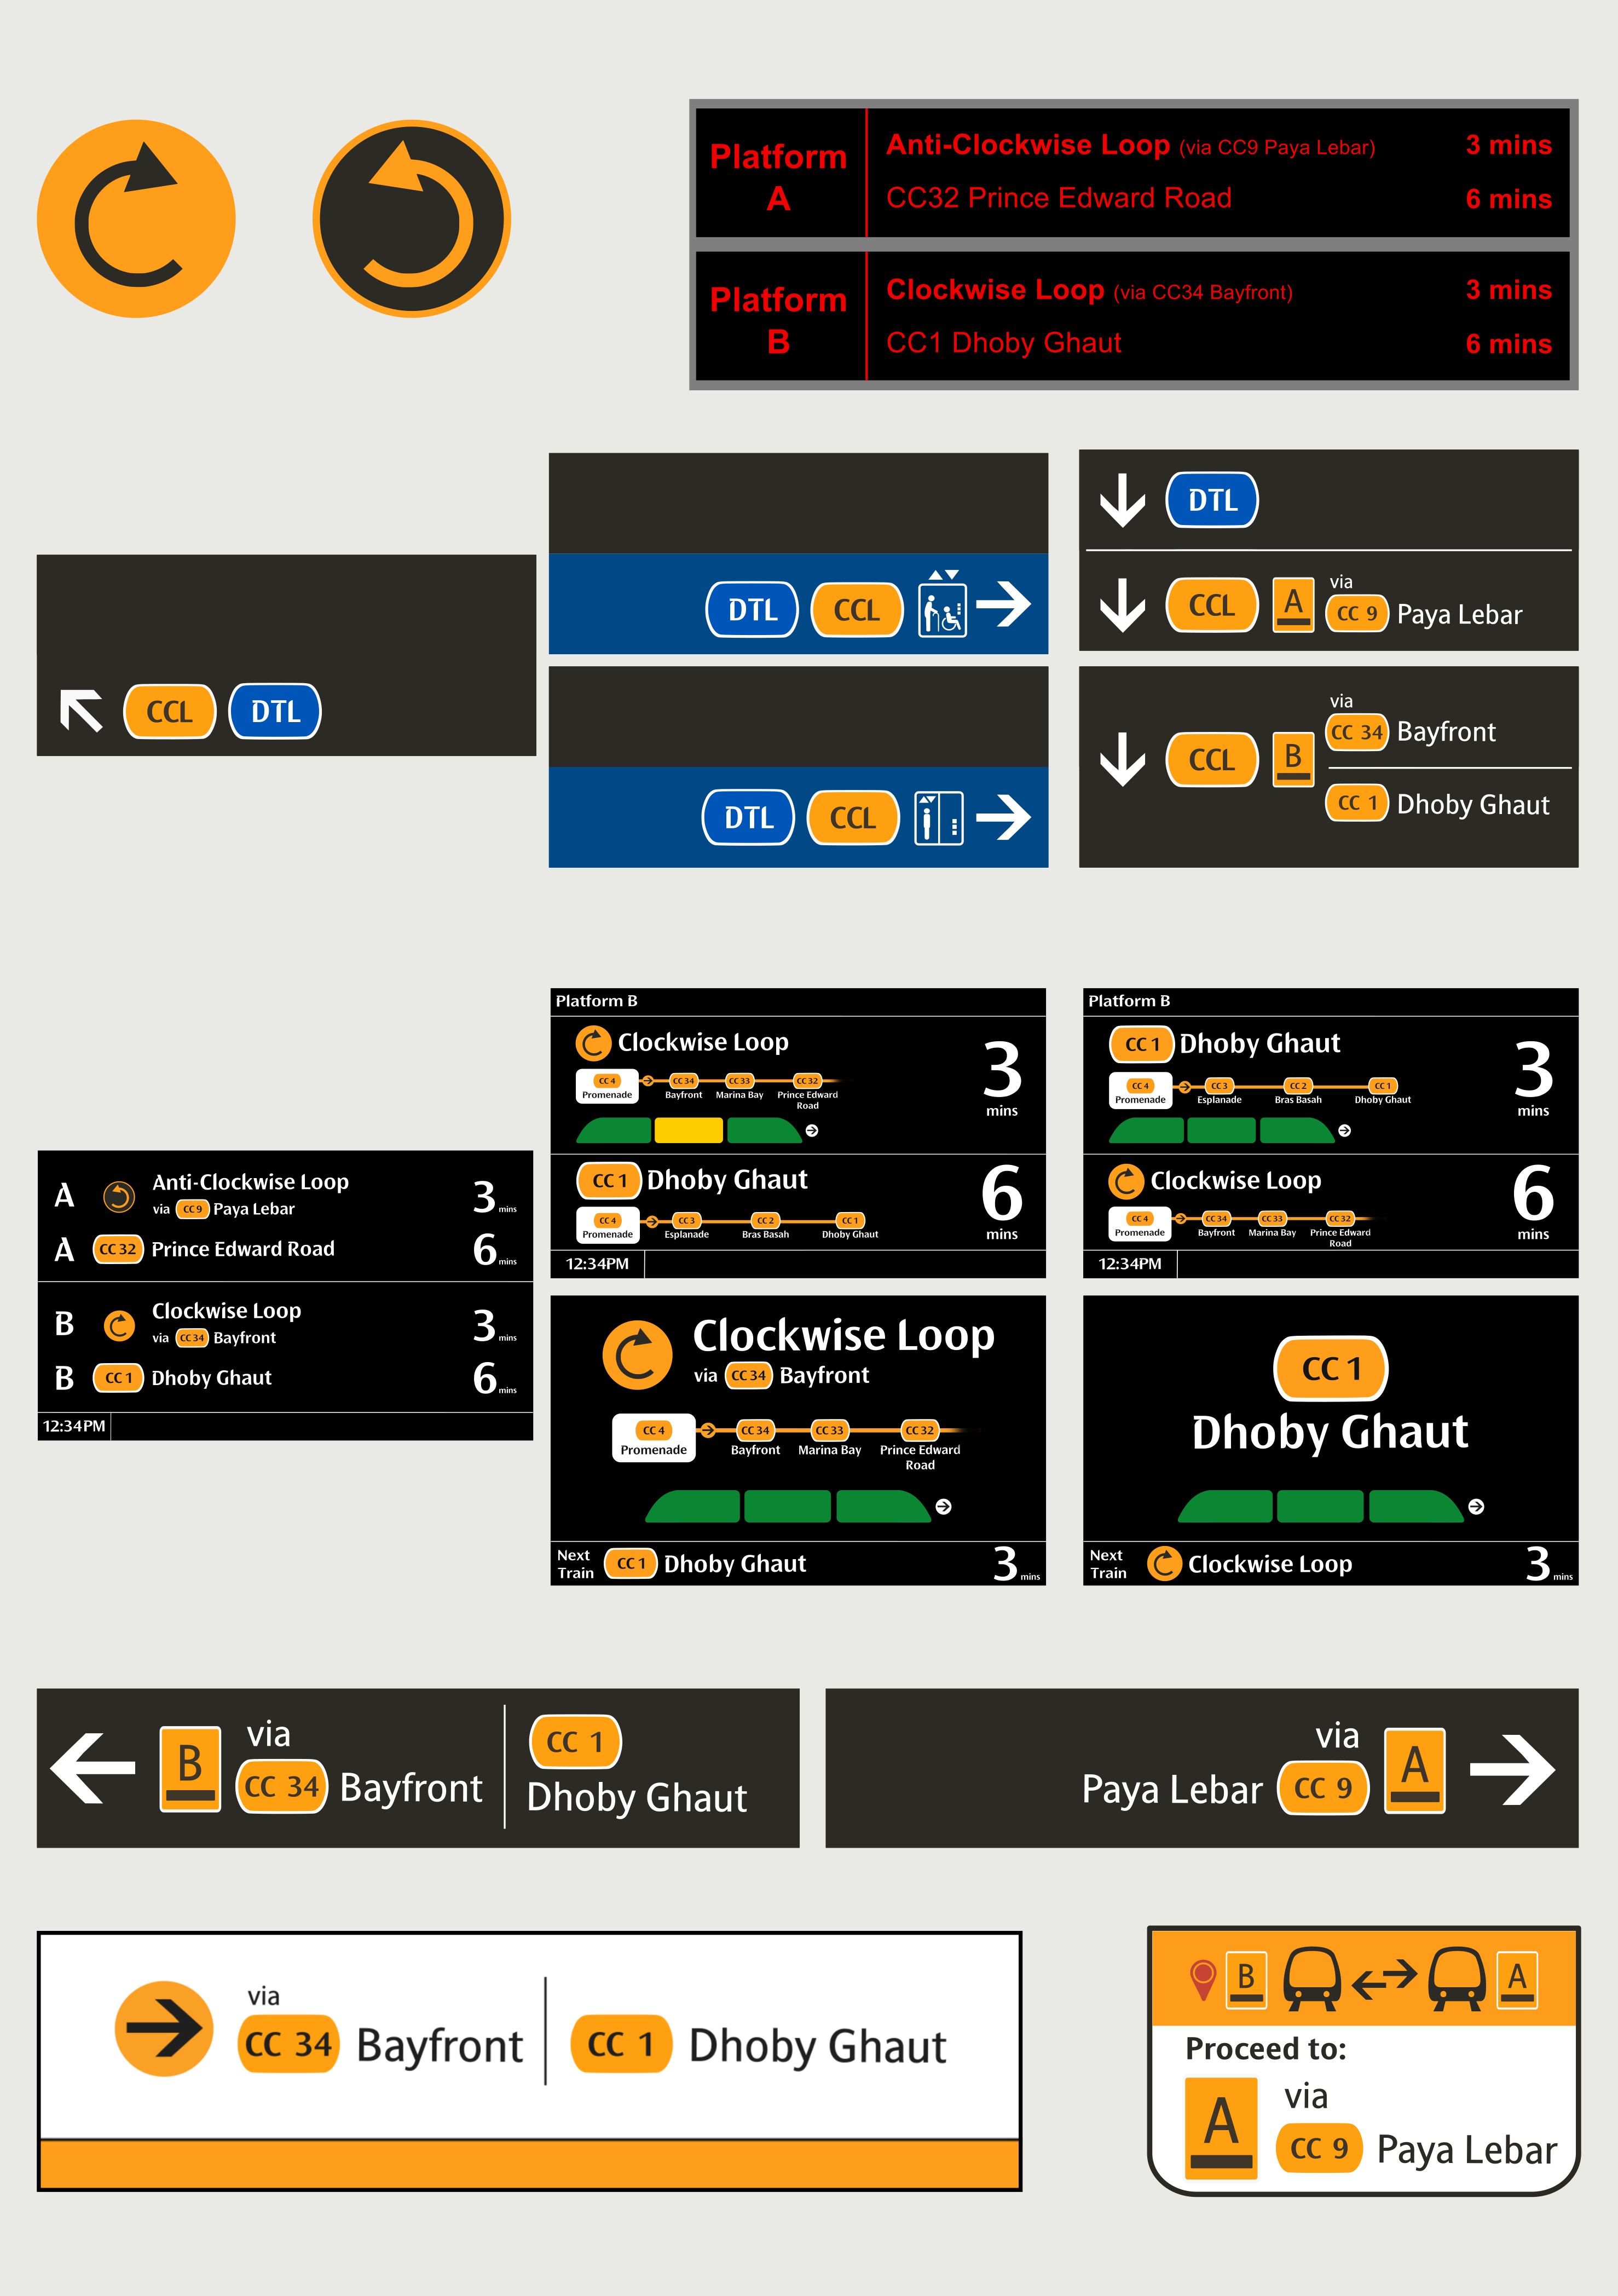 Platform
A
Anti-Clockwise Loop (via CC9 Paya Lebar) 3 mins
CC32 Prince Edward Road 6 mins
Platform
B
Clockwise Loop (via CC34 Bayfront) 3 mins
CC1 Dhoby Ghaut 6 mins
CCL DTL
DTL CCL
DTL CCL
DTL
CCL A via
CC 9 Paya Lebar
CCL B via
CC 34 Bayfront
CC 1 Dhoby Ghaut
A Anti-Clockwise Loop 3 mins
via CC 9 Paya Lebar
A CC 32 Prince Edward Road 6 mins
B Clockwise Loop 3 mins
via CC 34 Bayfront
B CC 1 Dhoby Ghaut 6 mins
12:34PM
Platform B
Clockwise Loop 3
mins
CC 4 CC 34 CC 33 CC 32
Promenade Bayfront Marina Bay Prince Edward
Road
CC 1 Dhoby Ghaut 6
mins
CC 4 CC 3 CC 2 CC 1
Promenade Esplanade Bras Basah Dhoby Ghaut
12:34PM
Platform B
CC 1 Dhoby Ghaut 3
mins
CC 4 CC 3 CC 2 CC 1
Promenade Esplanade Bras Basah Dhoby Ghaut
Clockwise Loop 6
mins
CC 4 CC 34 CC 33 CC 32
Promenade Bayfront Marina Bay Prince Edward
Road
12:34PM
Clockwise Loop
via CC 34 Bayfront
CC 4 CC 34 CC 33 CC 32
Promenade Bayfront Marina Bay Prince Edward
Road
Next
Train CC 1 Dhoby Ghaut 3 mins
CC 1
Dhoby Ghaut
Next
Train Clockwise Loop 3 mins
B via
CC 34 Bayfront
CC 1
Dhoby Ghaut
via
Paya Lebar CC 9 A
via
CC 34 Bayfront CC 1 Dhoby Ghaut
B A
Proceed to:
A via
CC 9 Paya Lebar